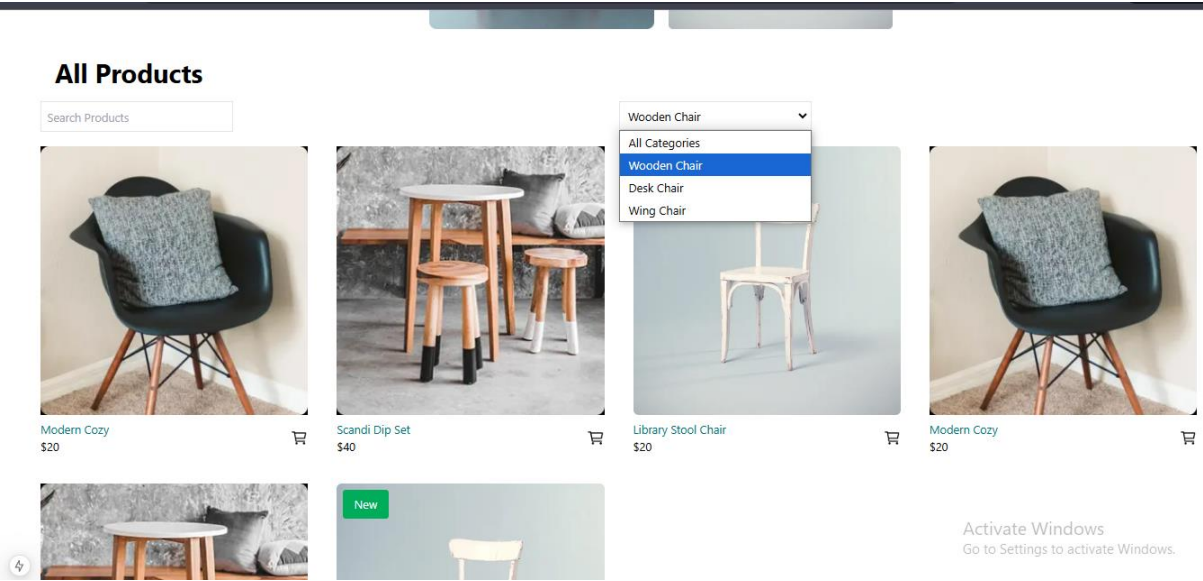 All Products
Search Products
Wooden Chair
All Categories
Wooden Chair
Desk Chair
Wing Chair
Modern Cozy
$20
Scandi Dip Set
$40
Library Stool Chair
$20
Modern Cozy
$20
New
Activate Windows
Go to Settings to activate Windows.